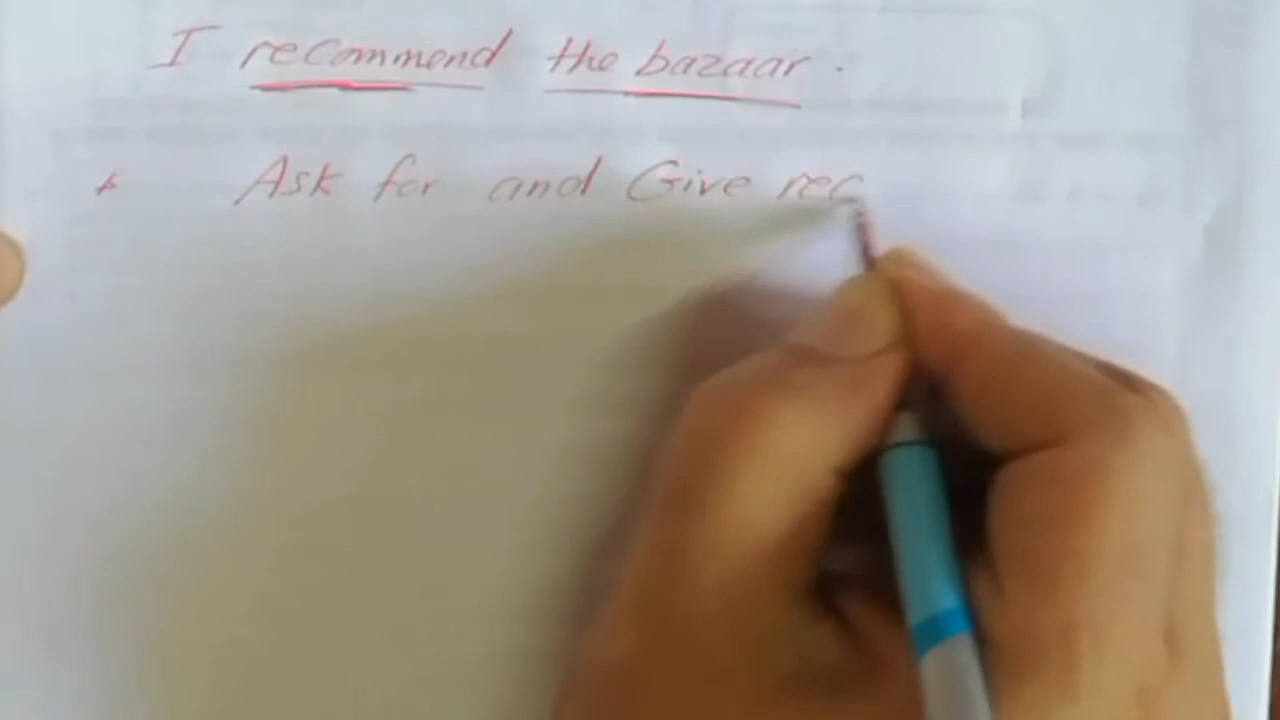 I recommend the bazaar.
* Ask for and Give rec